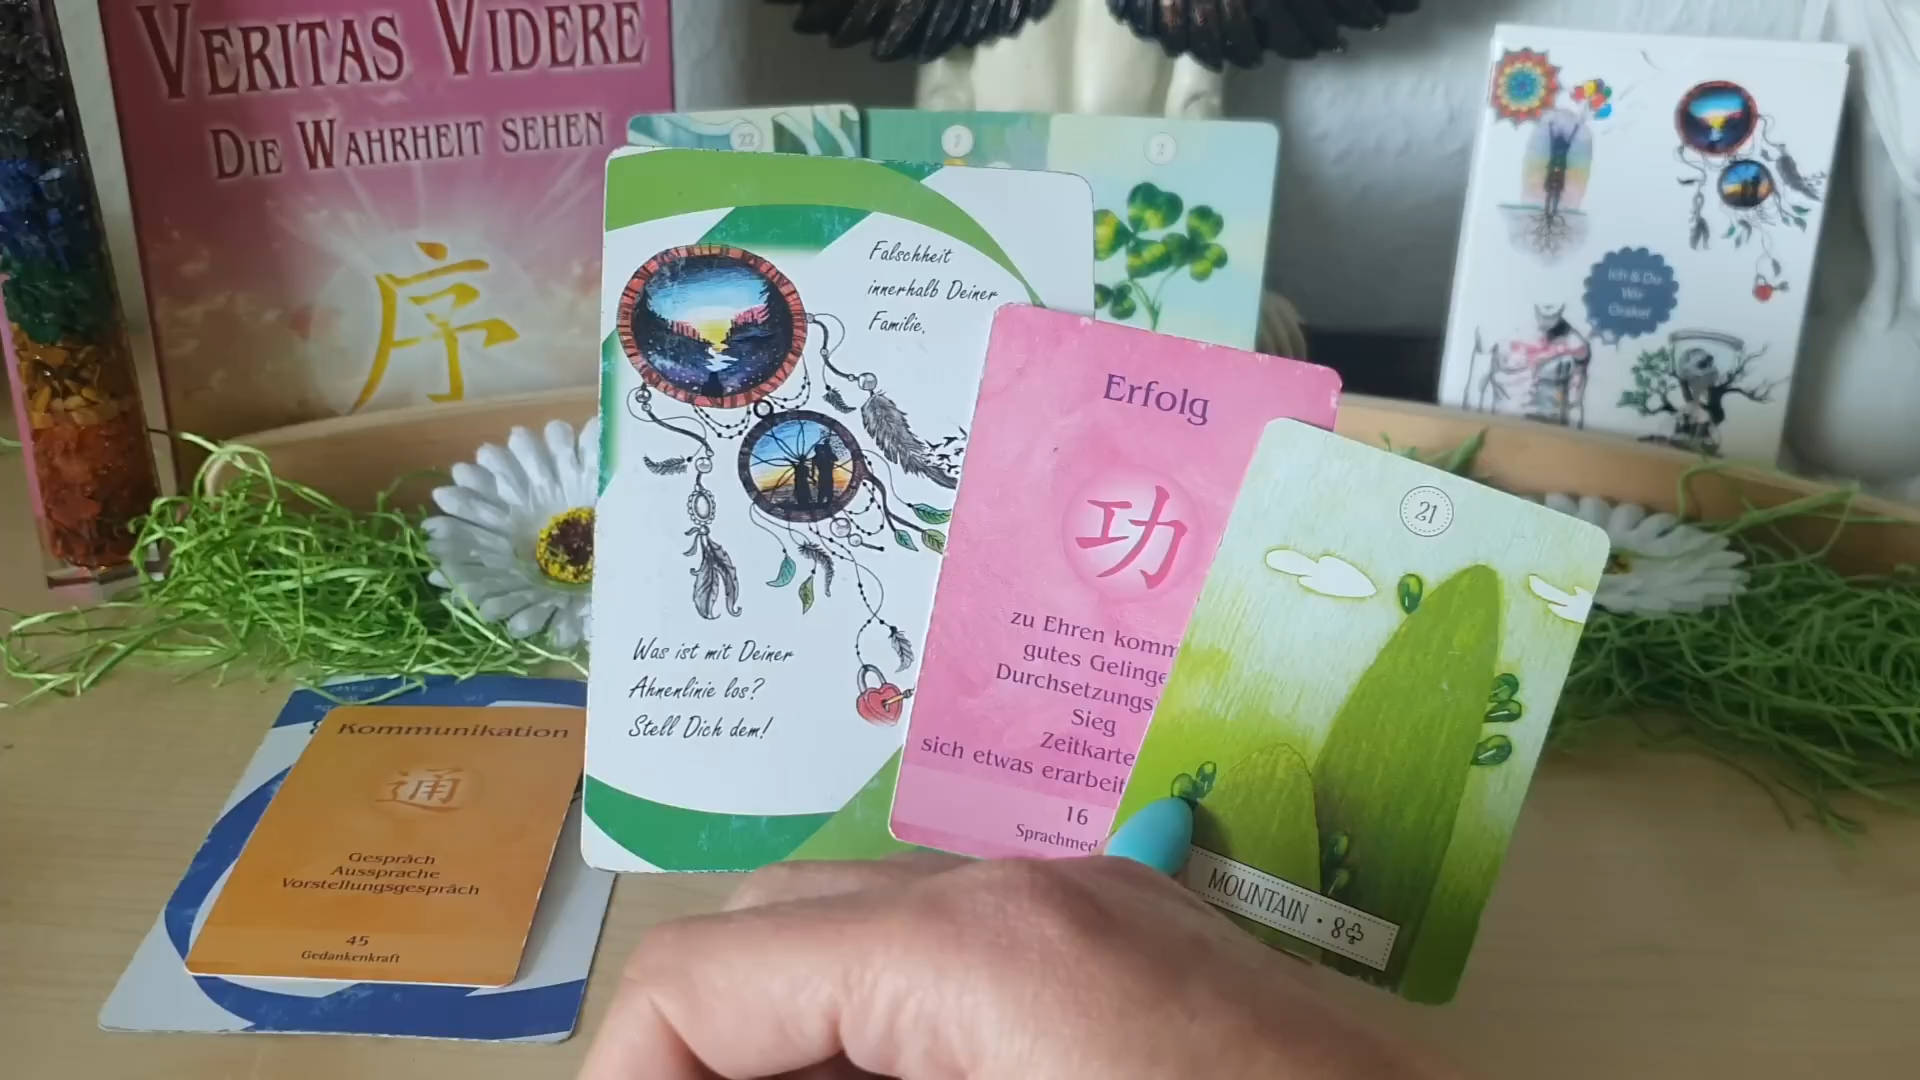 VERITAS VIDERE
DIE WAHRHEIT SEHEN
序
22
1
2
Ich & Du
Wir
Orakel
Falschheit
innerhalb Deiner
Familie.
Was ist mit Deiner
Ahnenlinie los?
Stell Dich dem!
Erfolg
功
zu Ehren komm
gutes Gelinge
Durchsetzungs
Sieg
Zeitkarte
sich etwas erarbeit
16
Sprachmed
21
MOUNTAIN • 8♣
Kommunikation
通
Gespräch
Aussprache
Vorstellungsgespräch
45
Gedankenkraft